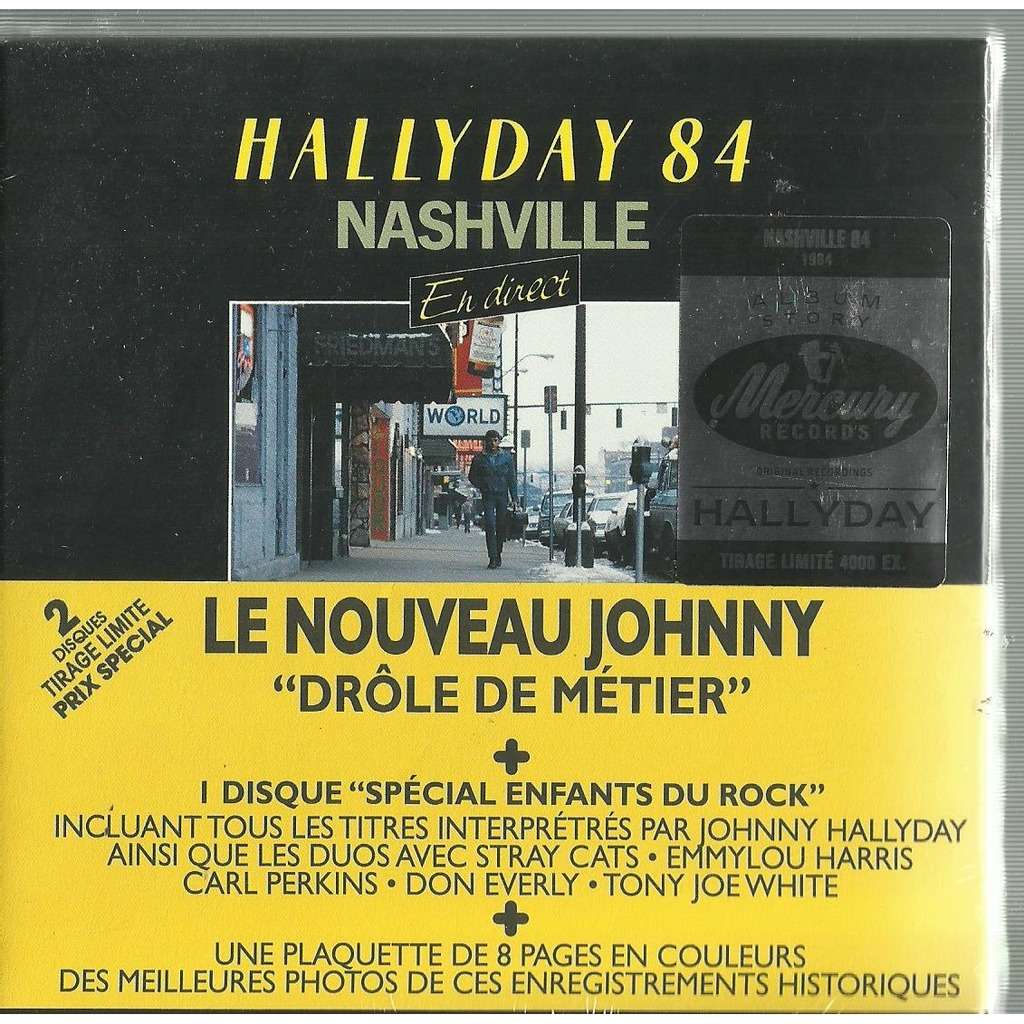 HALLYDAY 84
NASHVILLE
En direct
FRIEDMAN'S
WORLD
NASHVILLE 84
1984
ALBUM
STORY
Mercury
RECORDS
ORIGINAL RECORDINGS
HALLYDAY
TIRAGE LIMITÉ 4000 EX.
2
DISQUES
TIRAGE LIMITE
PRIX SPECIAL
LE NOUVEAU JOHNNY
“DRÔLE DE MÉTIER”
+
1 DISQUE “SPÉCIAL ENFANTS DU ROCK”
INCLUANT TOUS LES TITRES INTERPRÉTRÉS PAR JOHNNY HALLYDAY
AINSI QUE LES DUOS AVEC STRAY CATS • EMMYLOU HARRIS
CARL PERKINS • DON EVERLY • TONY JOE WHITE
+
UNE PLAQUETTE DE 8 PAGES EN COULEURS
DES MEILLEURES PHOTOS DE CES ENREGISTREMENTS HISTORIQUES